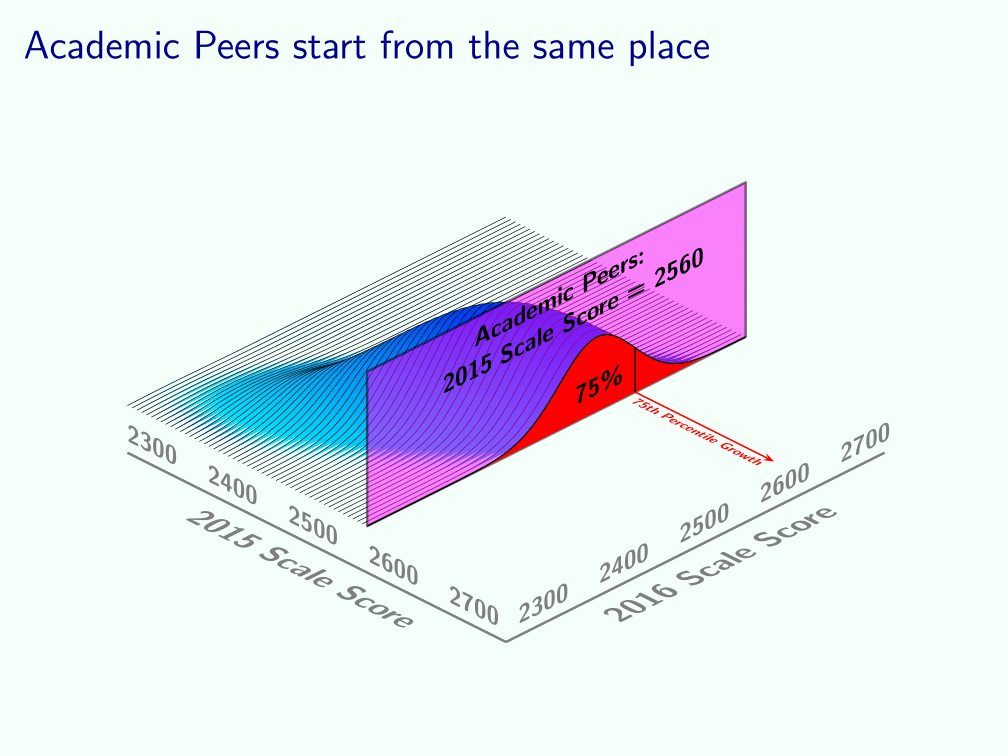 Academic Peers start from the same place
Academic Peers:
2015 Scale Score = 2560
75%
75th Percentile Growth
2300
2400
2500
2600
2700
2015 Scale Score
2300
2400
2500
2600
2700
2016 Scale Score